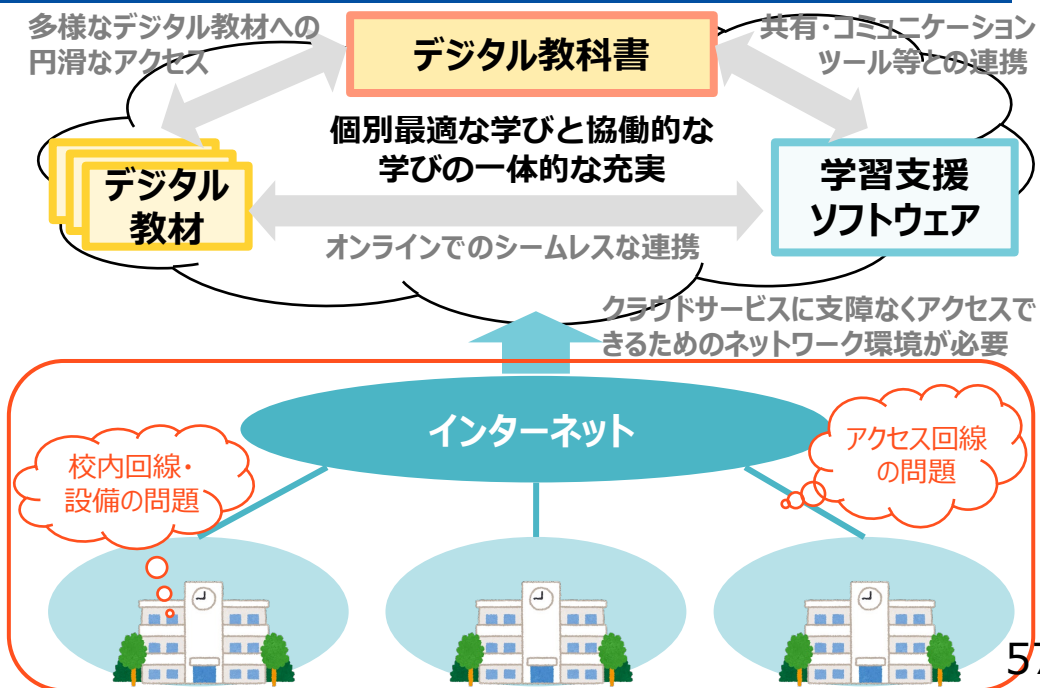 多様なデジタル教材への
円滑なアクセス
デジタル教科書
共有・コミュニケーション
ツール等との連携
個別最適な学びと協働的な
学びの一体的な充実
デジタル
教材
学習支援
ソフトウェア
オンラインでのシームレスな連携
クラウドサービスに支障なくアクセスで
きるためのネットワーク環境が必要
インターネット
校内回線・
設備の問題
アクセス回線
の問題
57